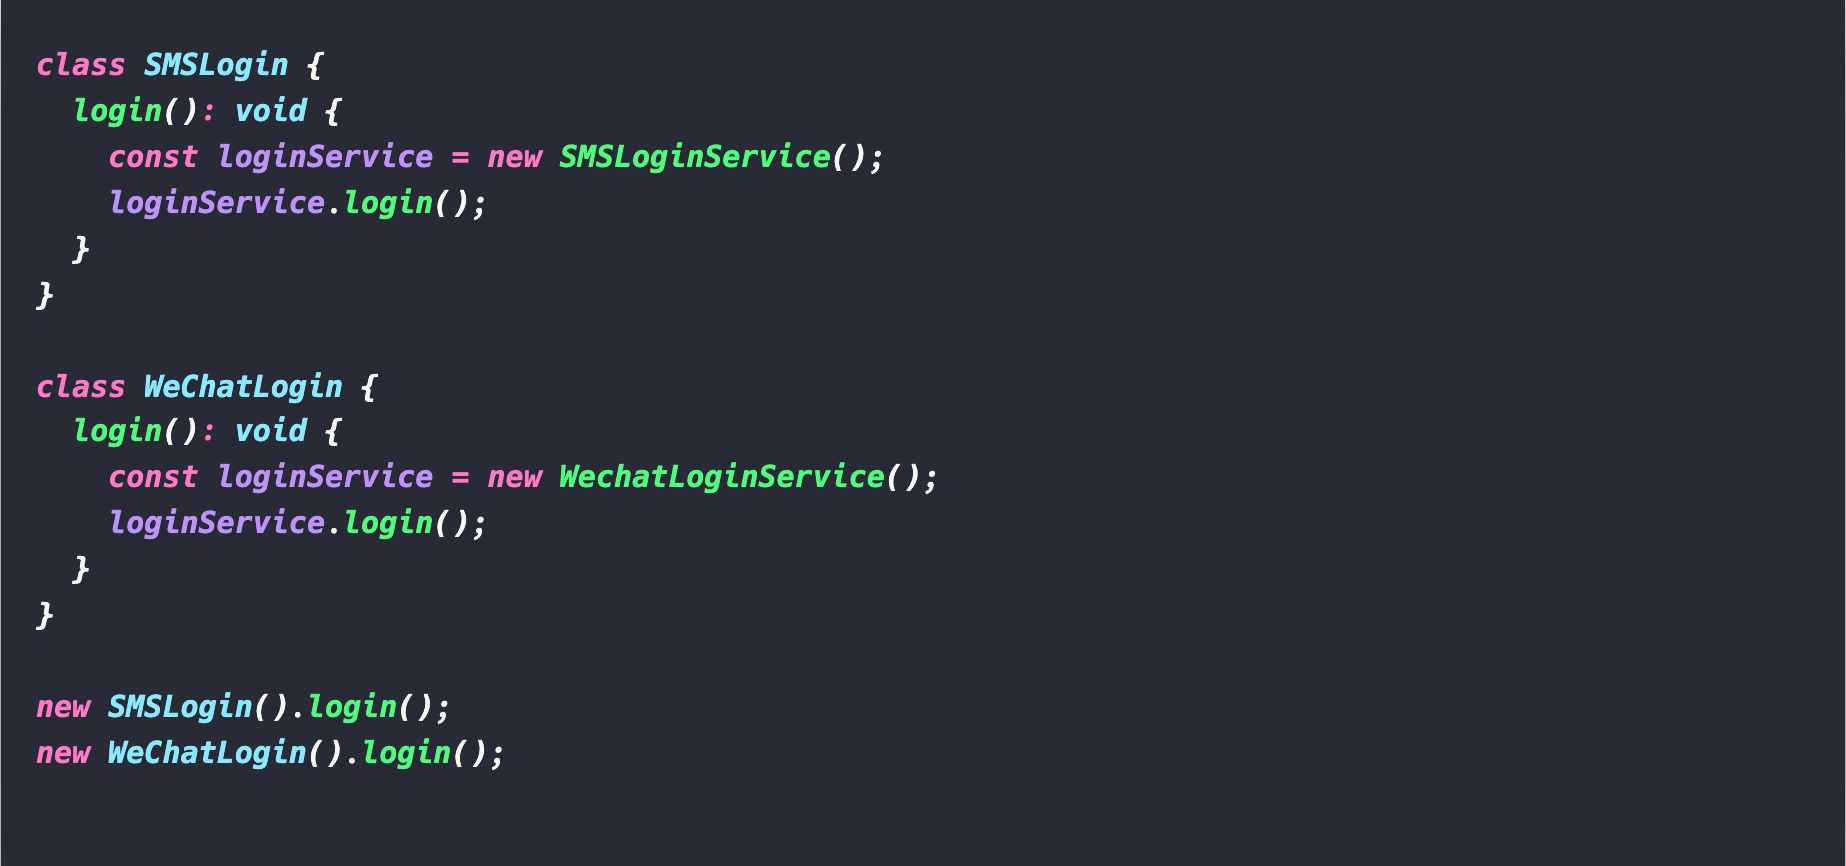 class SMSLogin {
  login(): void {
    const loginService = new SMSLoginService();
    loginService.login();
  }
}

class WeChatLogin {
  login(): void {
    const loginService = new WechatLoginService();
    loginService.login();
  }
}

new SMSLogin().login();
new WeChatLogin().login();